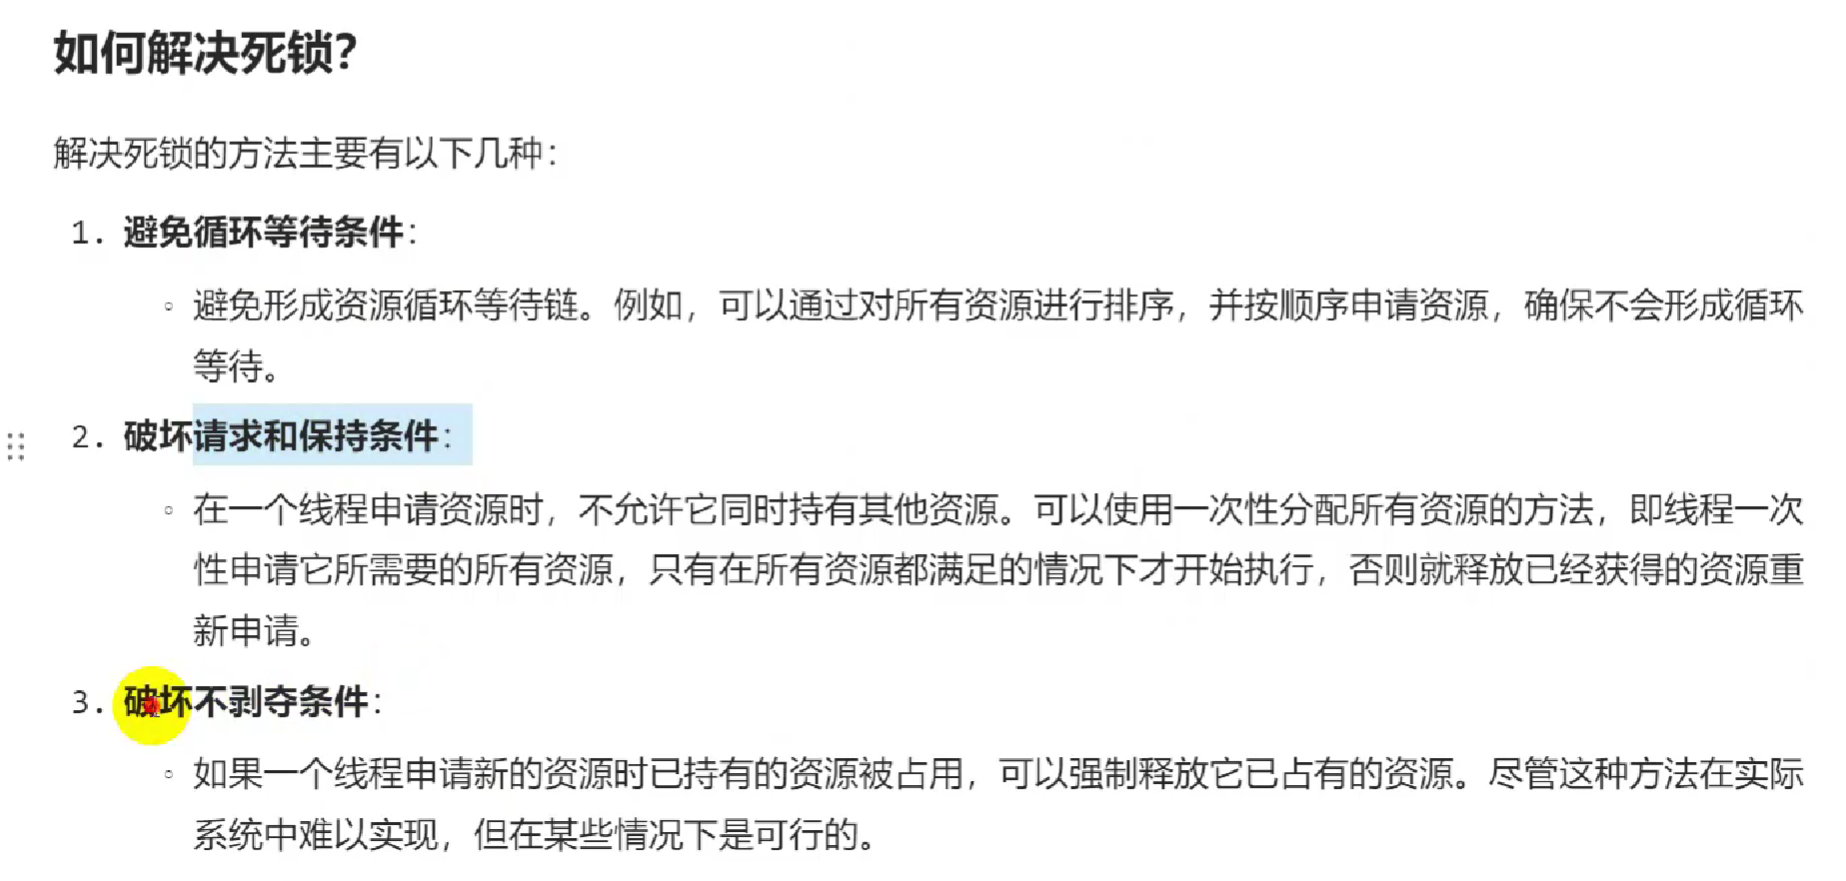 如何解决死锁？
解决死锁的方法主要有以下几种：
1. 避免循环等待条件：
◦ 避免形成资源循环等待链。例如，可以通过对所有资源进行排序，并按顺序申请资源，确保不会形成循环
等待。
2. 破坏请求和保持条件：
◦ 在一个线程申请资源时，不允许它同时持有其他资源。可以使用一次性分配所有资源的方法，即线程一次
性申请它所需要的所有资源，只有在所有资源都满足的情况下才开始执行，否则就释放已经获得的资源重
新申请。
3. 破坏不剥夺条件：
◦ 如果一个线程申请新的资源时已持有的资源被占用，可以强制释放它已占有的资源。尽管这种方法在实际
系统中难以实现，但在某些情况下是可行的。